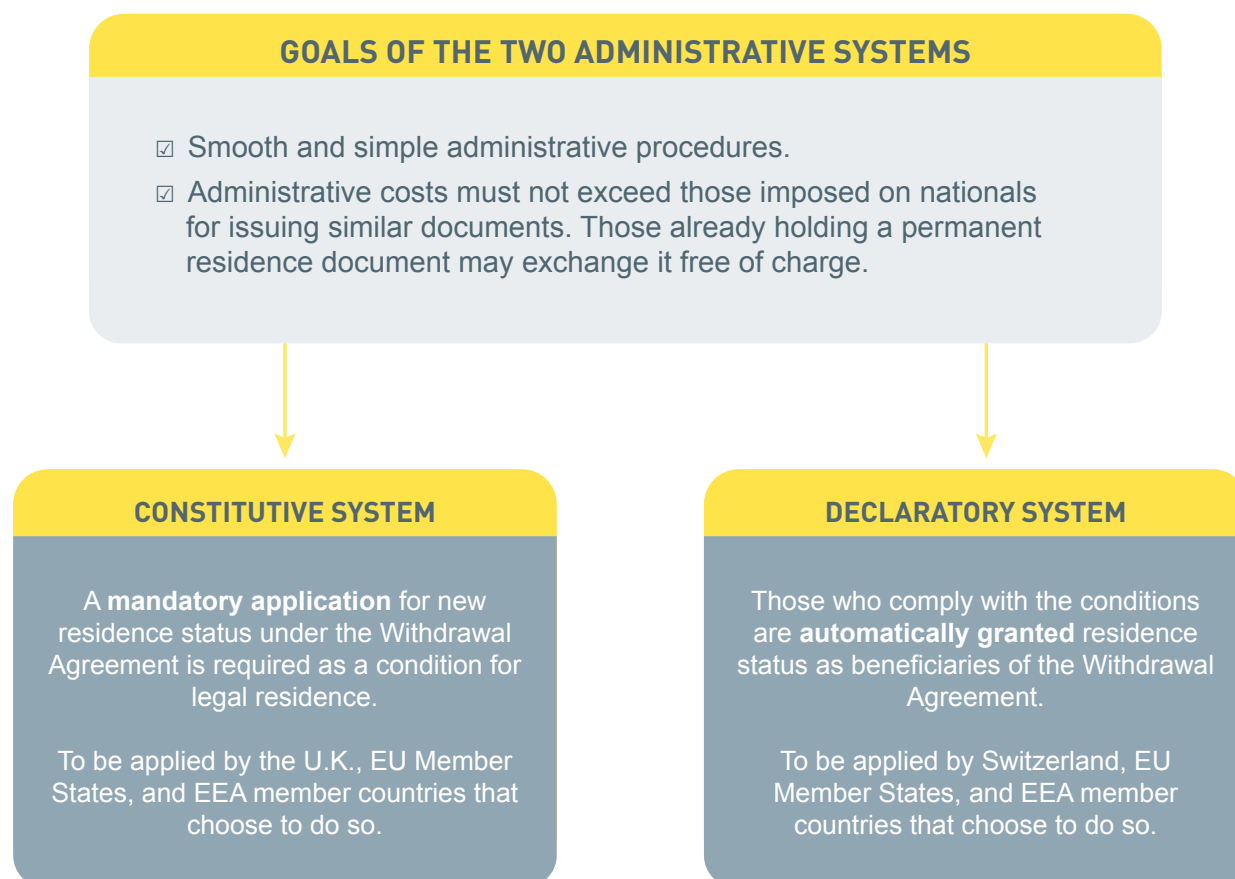 GOALS OF THE TWO ADMINISTRATIVE SYSTEMS
☑ Smooth and simple administrative procedures.
☑ Administrative costs must not exceed those imposed on nationals
for issuing similar documents. Those already holding a permanent
residence document may exchange it free of charge.
CONSTITUTIVE SYSTEM
A mandatory application for new
residence status under the Withdrawal
Agreement is required as a condition for
legal residence.
To be applied by the U.K., EU Member
States, and EEA member countries that
choose to do so.
DECLARATORY SYSTEM
Those who comply with the conditions
are automatically granted residence
status as beneficiaries of the Withdrawal
Agreement.
To be applied by Switzerland, EU
Member States, and EEA member
countries that choose to do so.